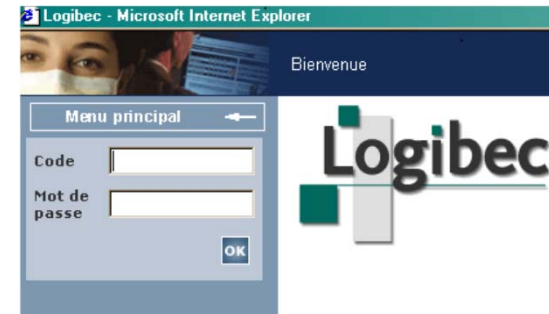 Logibec - Microsoft Internet Explorer
Bienvenue
Menu principal
Code
Mot de
passe
OK
Logibec